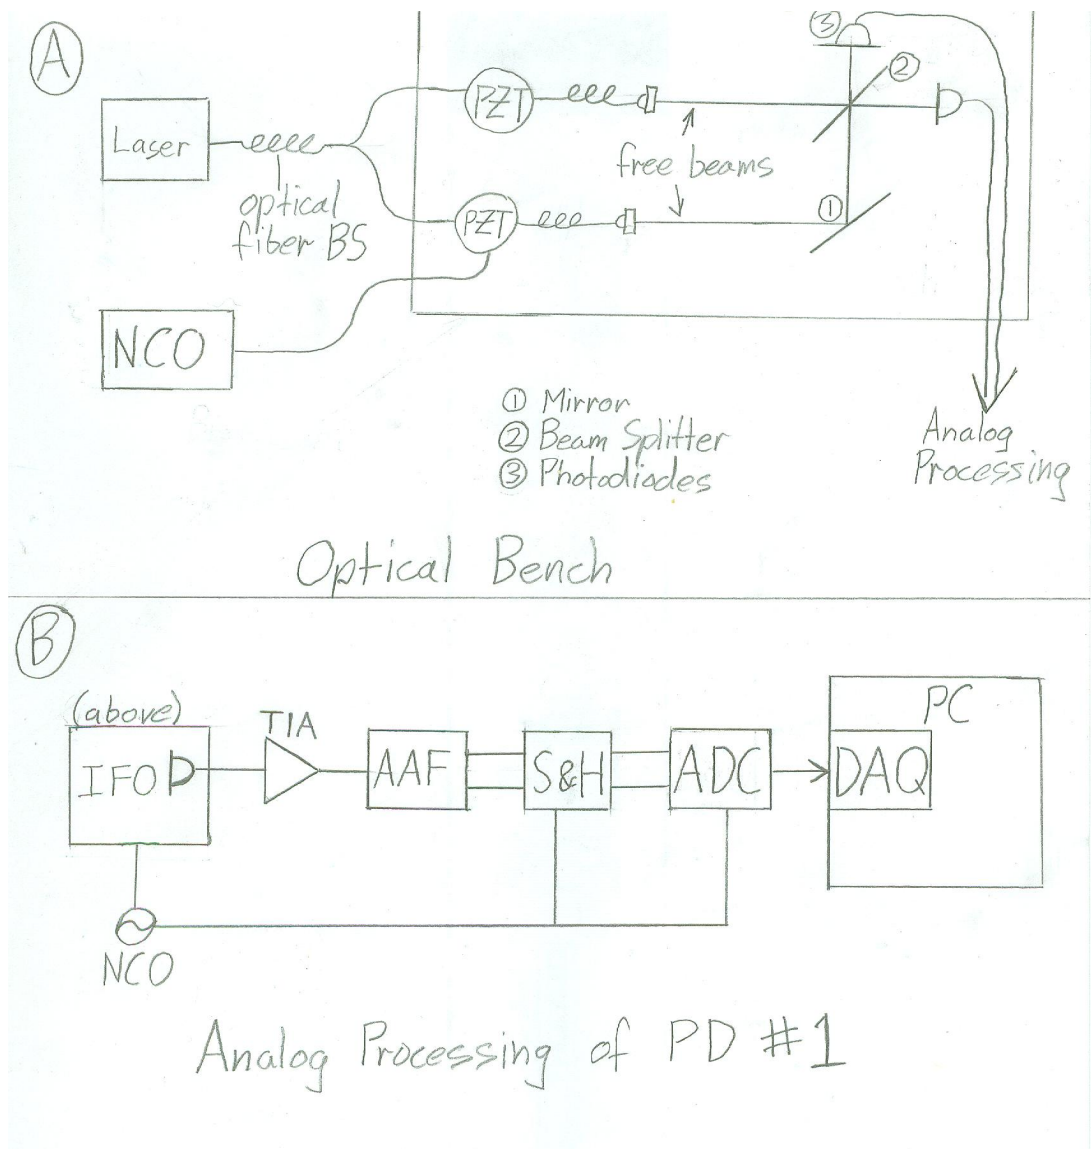 A
Laser
optical
fiber BS
PZT
PZT
free beams
③
②
①
NCO
① Mirror
② Beam Splitter
③ Photodiodes
Analog
Processing
Optical Bench
B
(above)
IFO
TIA
AAF
S&H
ADC
PC
DAQ
NCO
Analog Processing of PD #1